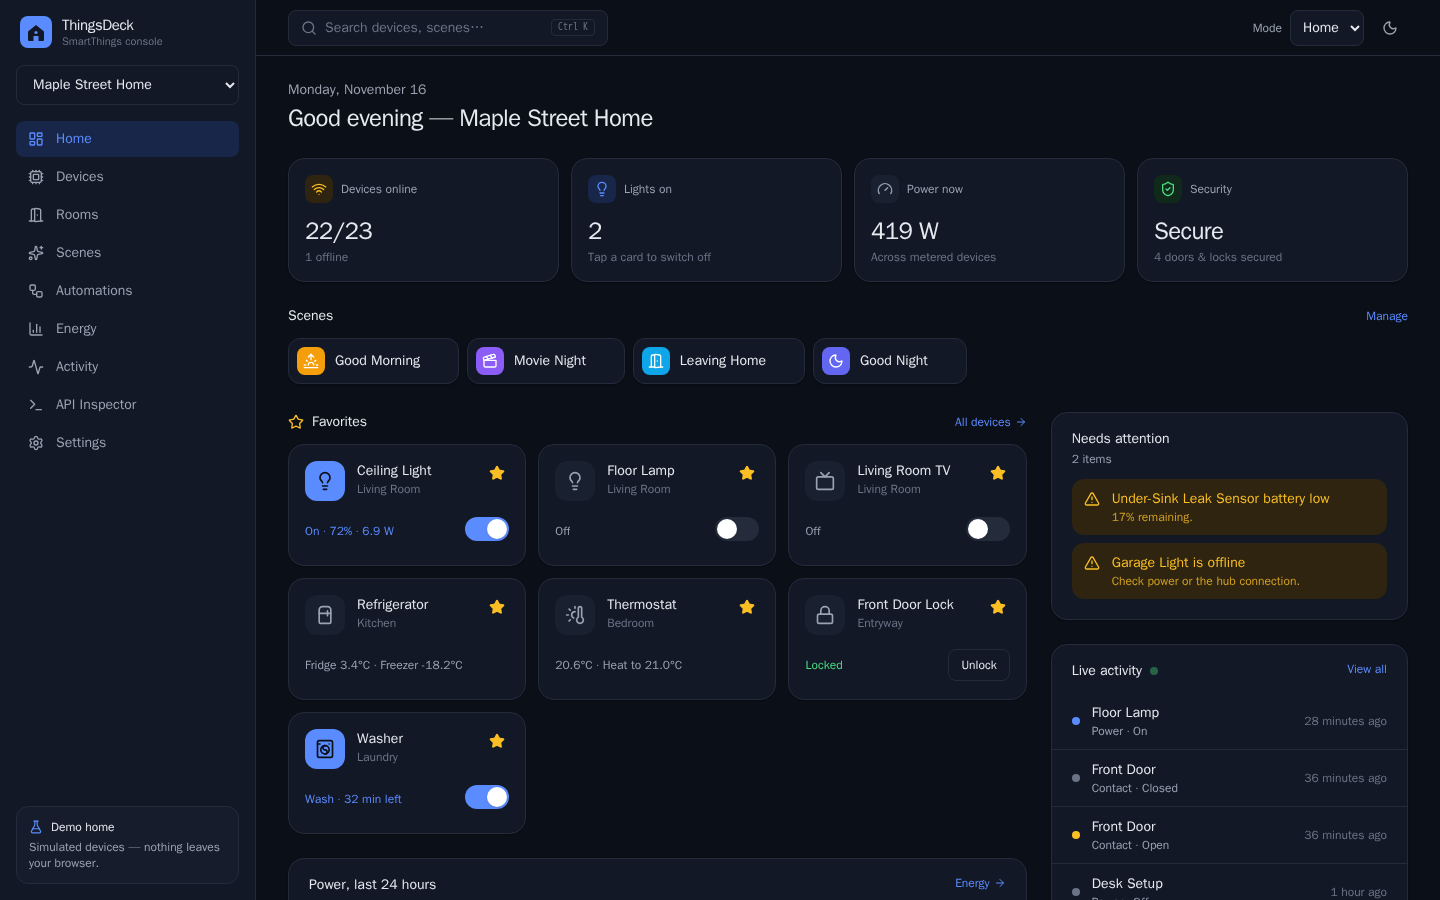 ThingsDeck
SmartThings console
Maple Street Home
Home
Devices
Rooms
Scenes
Automations
Energy
Activity
API Inspector
Settings
Demo home
Simulated devices — nothing leaves
your browser.
Search devices, scenes···
Ctrl K
Mode
Home
Monday, November 16
Good evening — Maple Street Home
Devices online
22/23
1 offline
Lights on
2
Tap a card to switch off
Power now
419 W
Across metered devices
Security
Secure
4 doors & locks secured
Scenes
Manage
Good Morning
Movie Night
Leaving Home
Good Night
Favorites
All devices →
Ceiling Light
Living Room
On · 72% · 6.9 W
Floor Lamp
Living Room
Off
Living Room TV
Living Room
Off
Refrigerator
Kitchen
Fridge 3.4°C · Freezer -18.2°C
Thermostat
Bedroom
20.6°C · Heat to 21.0°C
Front Door Lock
Entryway
Locked
Unlock
Washer
Laundry
Wash · 32 min left
Power, last 24 hours
Energy →
Needs attention
2 items
Under-Sink Leak Sensor battery low
17% remaining.
Garage Light is offline
Check power or the hub connection.
Live activity
View all
Floor Lamp
Power · On
28 minutes ago
Front Door
Contact · Closed
36 minutes ago
Front Door
Contact · Open
36 minutes ago
Desk Setup
1 hour ago